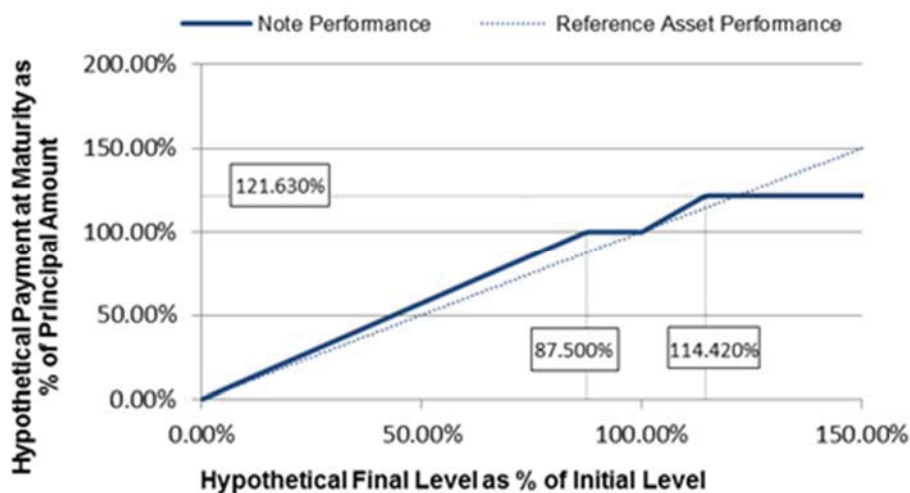 Note Performance Reference Asset Performance
Hypothetical Payment at Maturity as
% of Principal Amount
200.00%
150.00%
121.630%
100.00%
50.00%
87.500% 114.420%
0.00%
0.00% 50.00% 100.00% 150.00%
Hypothetical Final Level as % of Initial Level